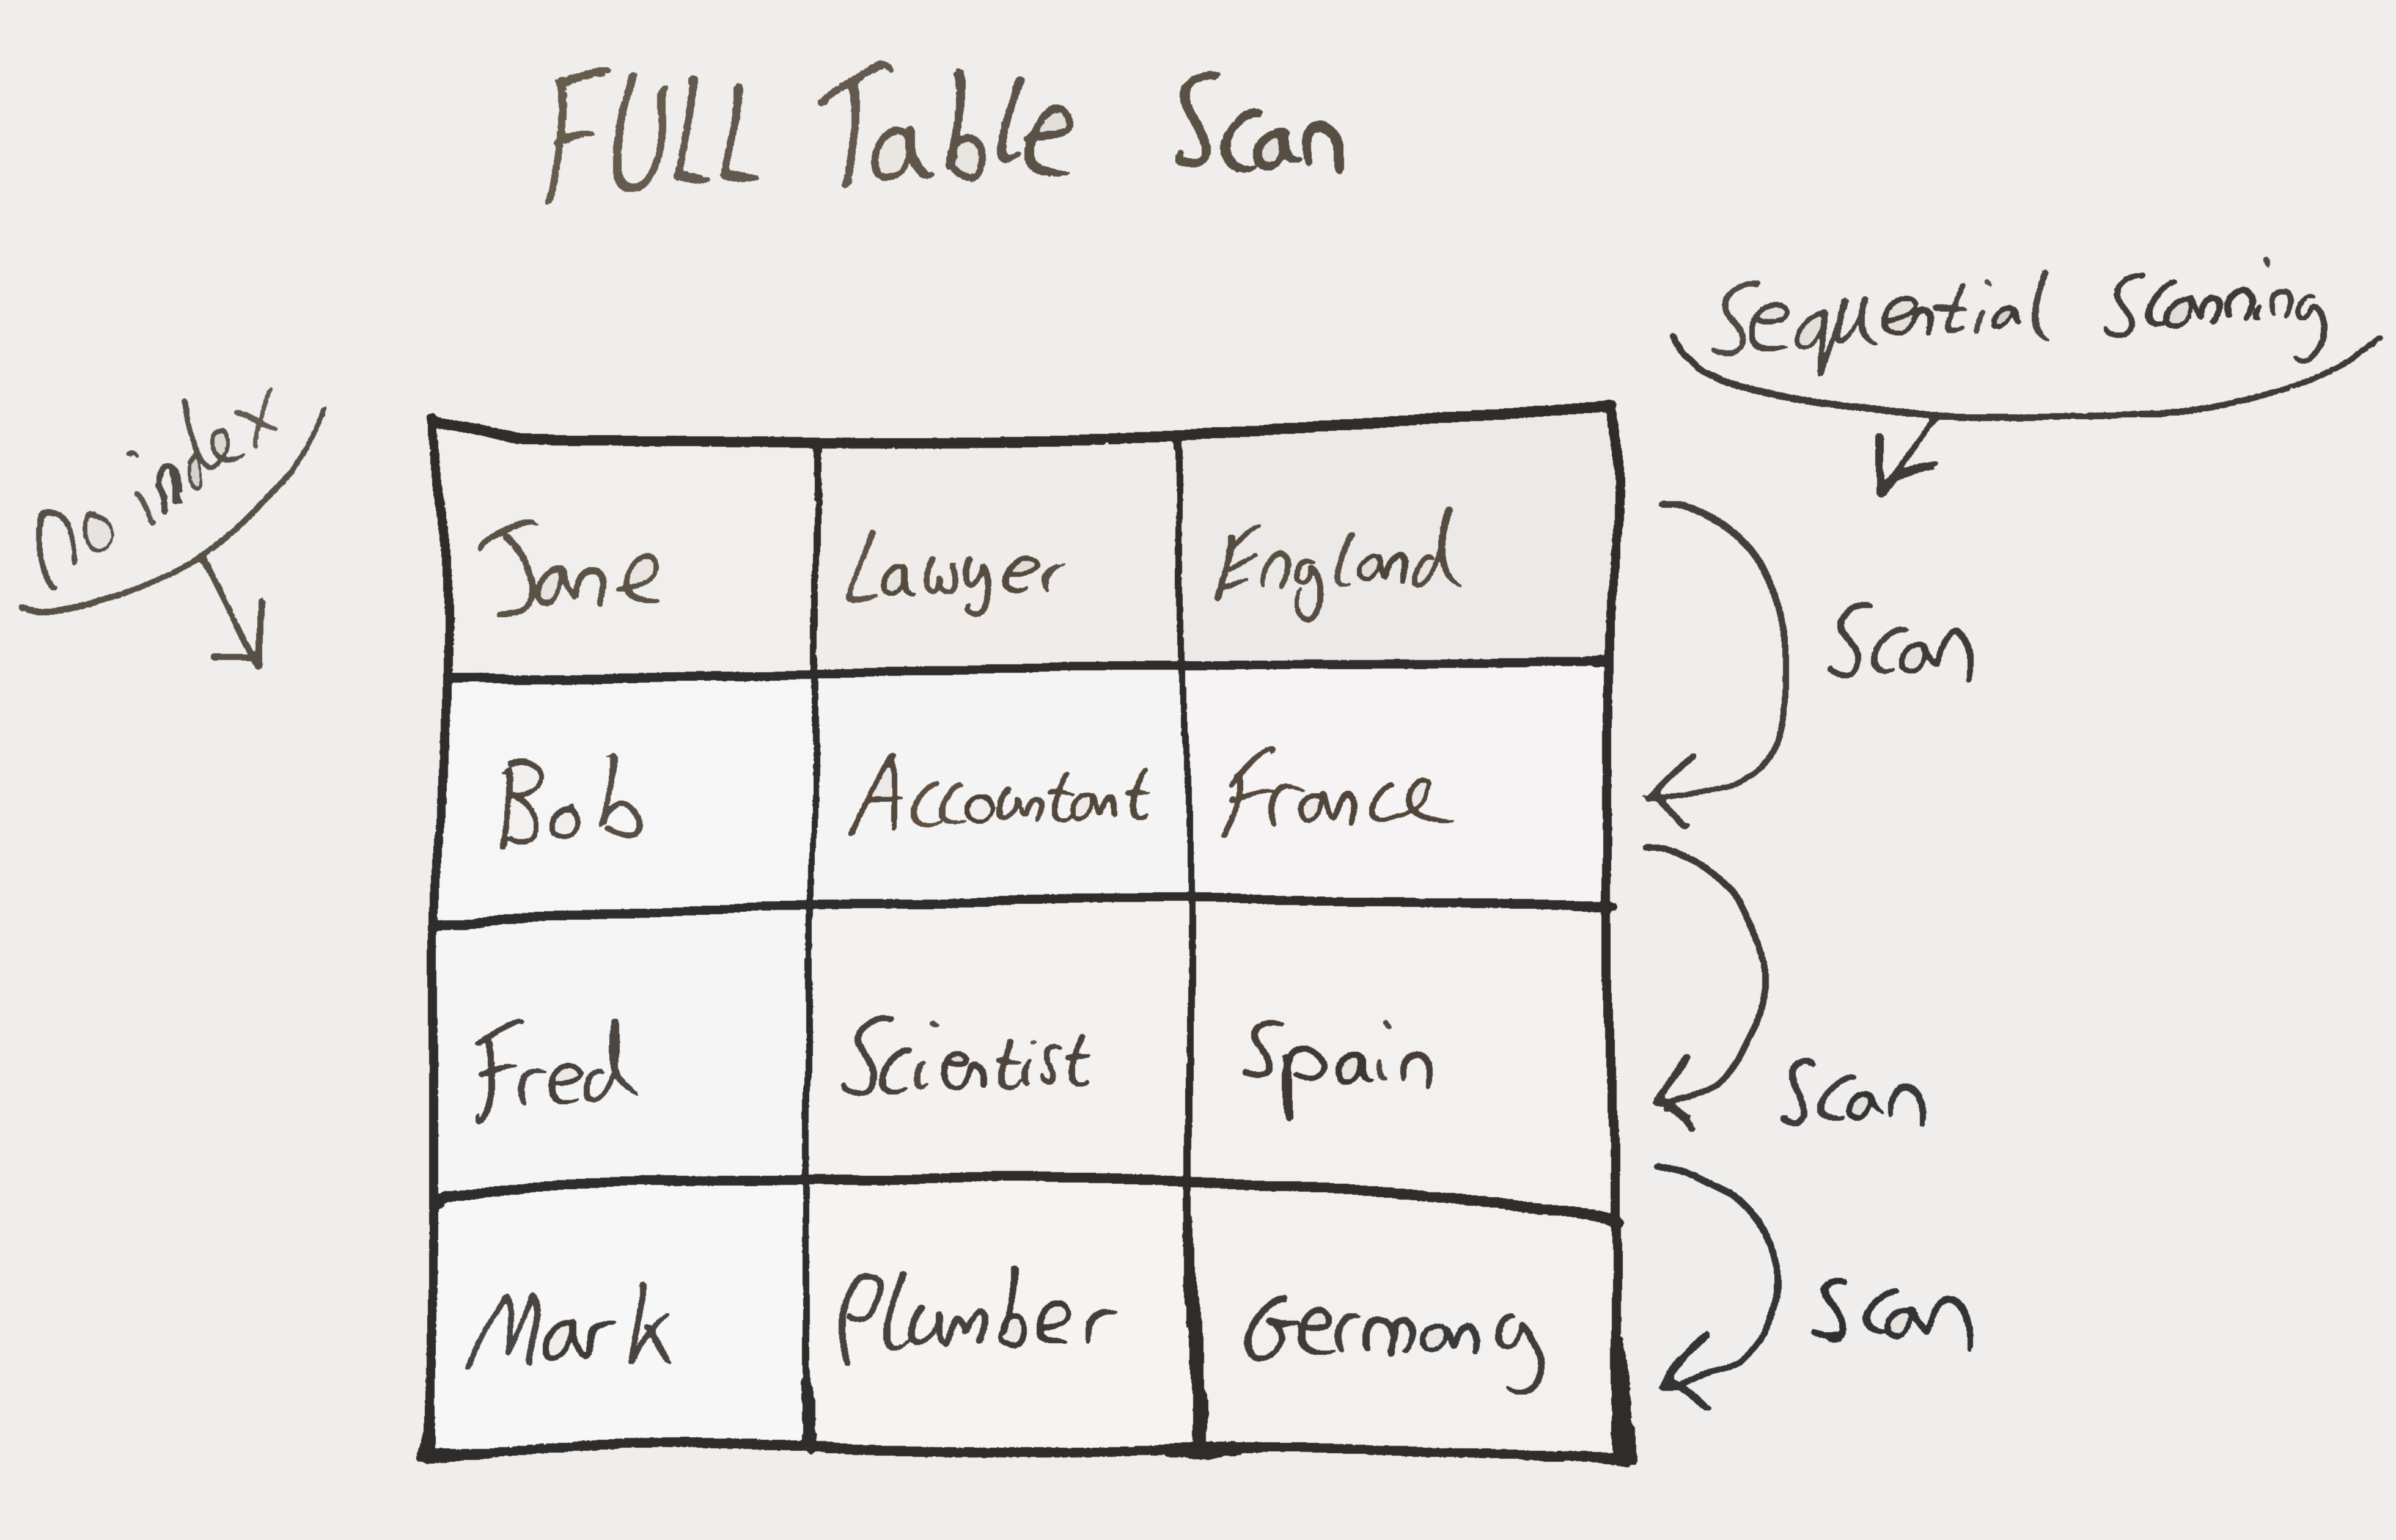 FULL Table Scan
Sequential Scanning
no index
Jane Lawyer England
Scan
Bob Accountant France
Fred Scientist Spain
Scan
Mark Plumber Germany
Scan